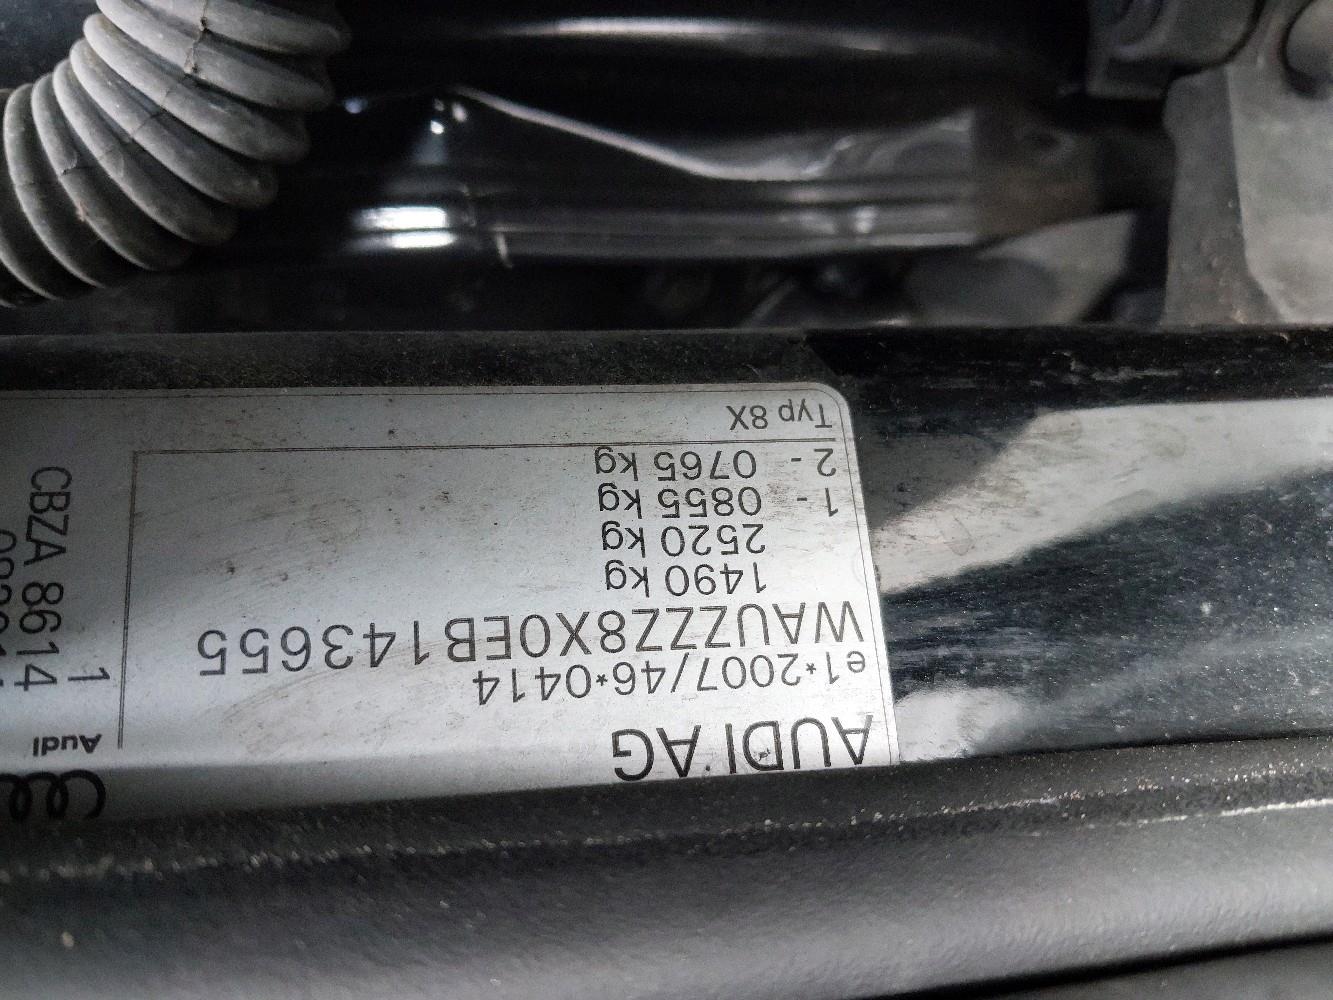 AUDI AG
e1*2007/46*0414
WAUZZZ8X0EB143655
1490 kg
2520 kg
1- 0855 kg
2- 0765 kg
Typ 8X
Audi
1
CBZA 8614